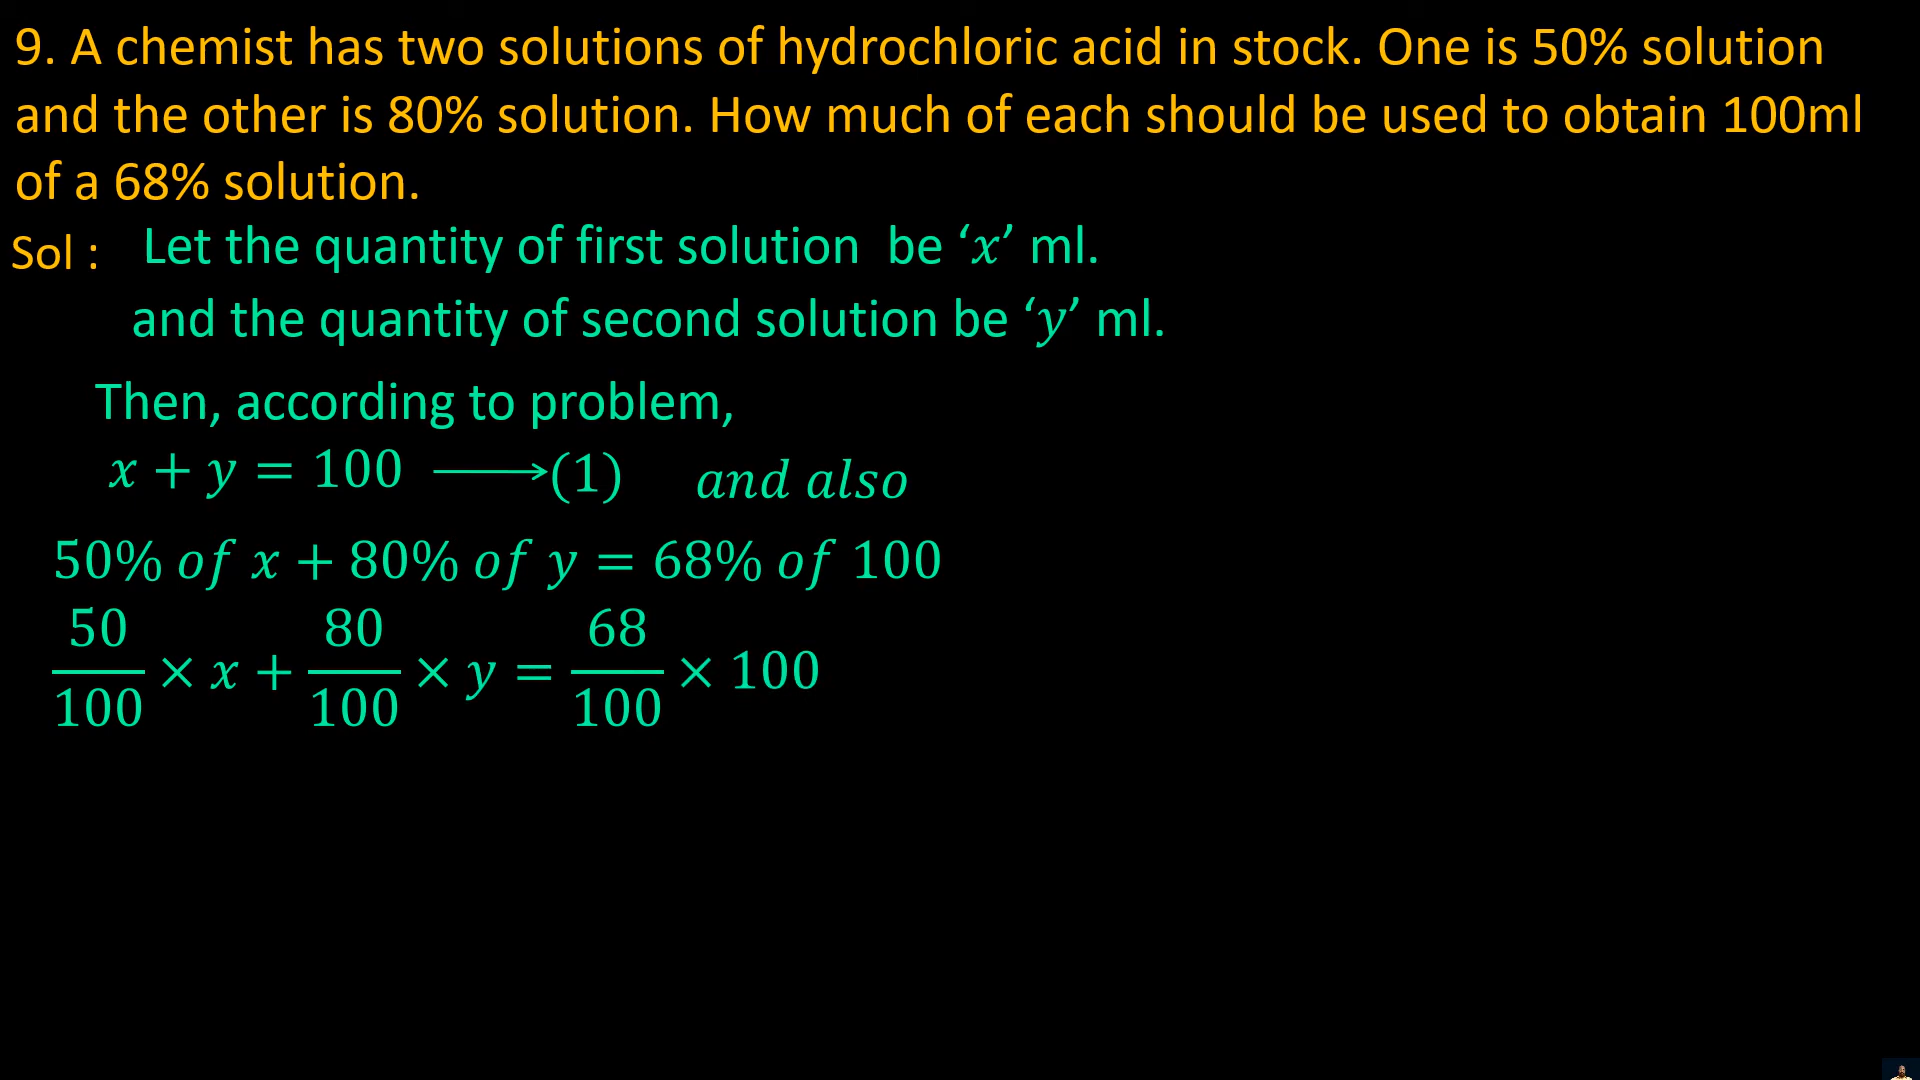 9. A chemist has two solutions of hydrochloric acid in stock. One is 50% solution
and the other is 80% solution. How much of each should be used to obtain 100ml
of a 68% solution.
Sol : Let the quantity of first solution be ‘x’ ml.
and the quantity of second solution be ‘y’ ml.
Then, according to problem,
x + y = 100 ⟶(1) and also
50% of x + 80% of y = 68% of 100
50/100 × x + 80/100 × y = 68/100 × 100